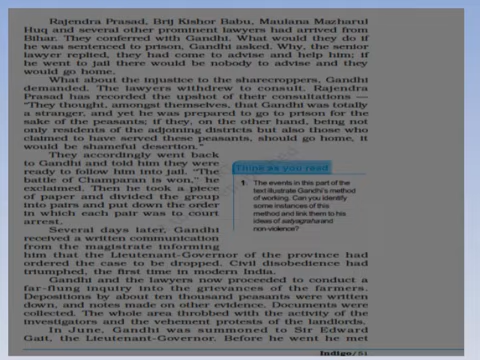 Rajendra Prasad, Brij Kishor Babu, Maulana Mazharul
Huq and several other prominent lawyers had arrived from
Bihar. They conferred with Gandhi. What would they do if
he was sentenced to prison, Gandhi asked. Why, the senior
lawyer replied, they had come to advise and help him; if
he went to jail there would be nobody to advise and they
would go home.
What about the injustice to the sharecroppers, Gandhi
demanded. The lawyers withdrew to consult. Rajendra
Prasad has recorded the upshot of their consultations —
“They thought, amongst themselves, that Gandhi was totally
a stranger, and yet he was prepared to go to prison for the
sake of the peasants; if they, on the other hand, being not
only residents of the adjoining districts but also those who
claimed to have served these peasants, should go home, it
would be shameful desertion.”
They accordingly went back
to Gandhi and told him they were
ready to follow him into jail. “The
battle of Champaran is won,” he
exclaimed. Then he took a piece
of paper and divided the group
into pairs and put down the order
in which each pair was to court
arrest.
Think as you read
1. The events in this part of the
text illustrate Gandhi's method
of working. Can you identify
some instances of this
method and link them to his
ideas of satyagraha and
non-violence?
Several days later, Gandhi
received a written communication
from the magistrate informing
him that the Lieutenant-Governor of the province had
ordered the case to be dropped. Civil disobedience had
triumphed, the first time in modern India.
Gandhi and the lawyers now proceeded to conduct a
far-flung inquiry into the grievances of the farmers.
Depositions by about ten thousand peasants were written
down, and notes made on other evidence. Documents were
collected. The whole area throbbed with the activity of the
investigators and the vehement protests of the landlords.
In June, Gandhi was summoned to Sir Edward
Gait, the Lieutenant-Governor. Before he went he met
Indigo/51